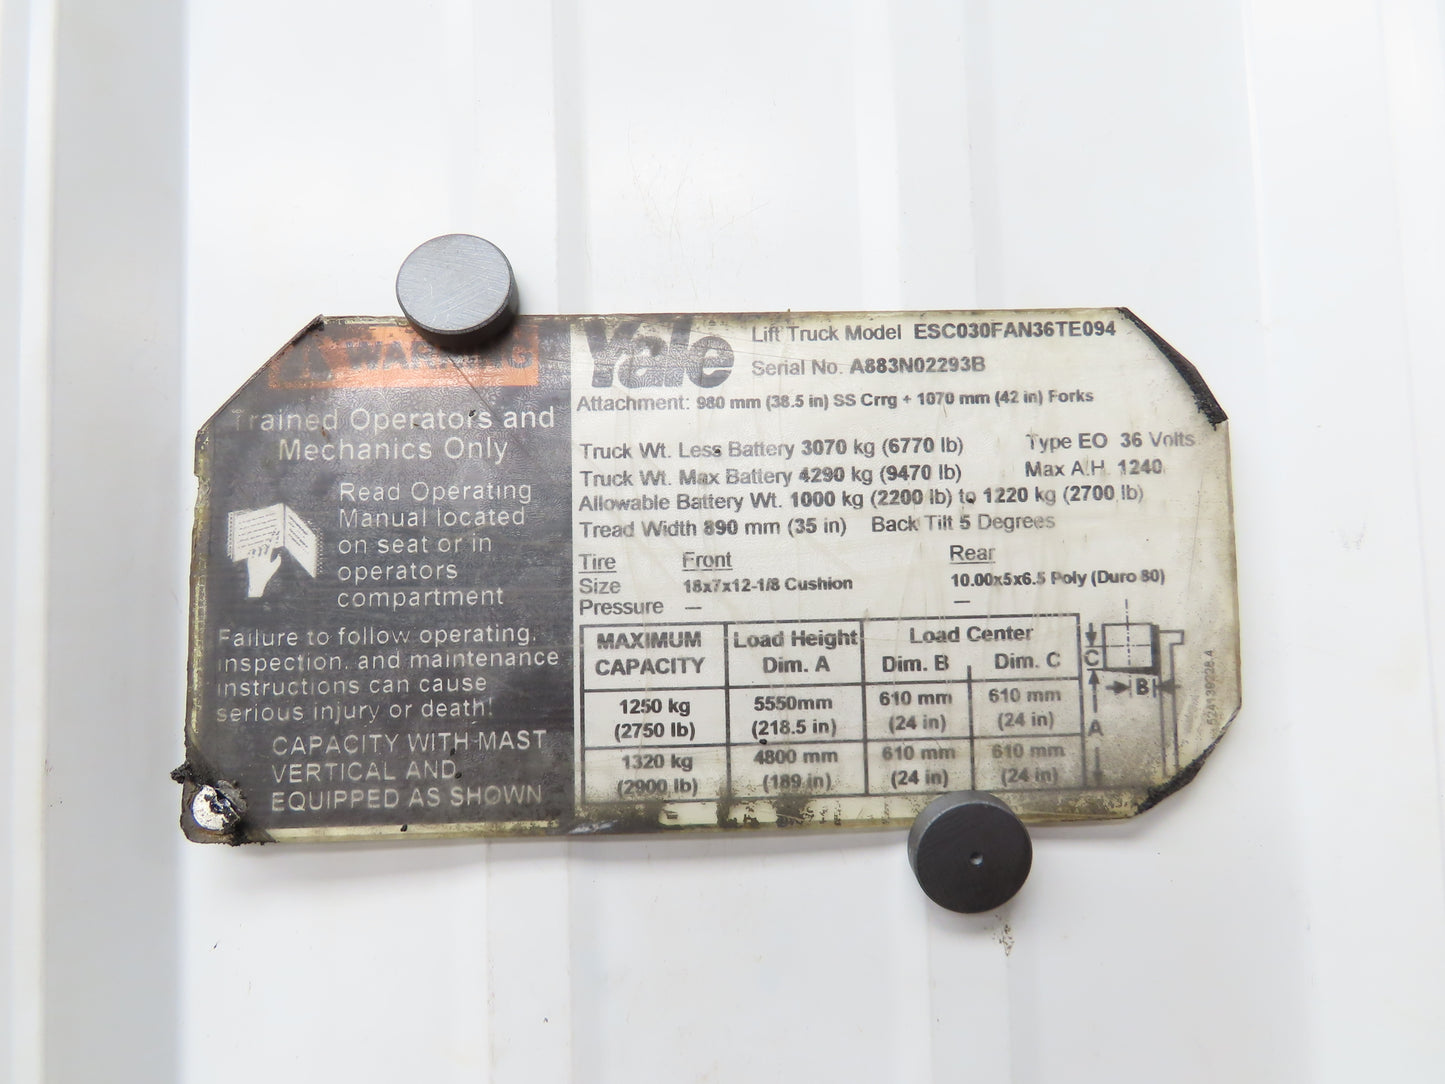 WARNING
Trained Operators and
Mechanics Only
Read Operating
Manual located
on seat or in
operators
compartment
Failure to follow operating,
inspection, and maintenance
instructions can cause
serious injury or death!
CAPACITY WITH MAST
VERTICAL AND
EQUIPPED AS SHOWN
Yale
Lift Truck Model ESC030FAN36TE094
Serial No. A883N02293B
Attachment: 980 mm (38.5 in) SS Crrg + 1070 mm (42 in) Forks
Truck Wt. Less Battery 3070 kg (6770 lb) Type EO 36 Volts
Truck Wt. Max Battery 4290 kg (9470 lb) Max A.H. 1240
Allowable Battery Wt. 1000 kg (2200 lb) to 1220 kg (2700 lb)
Tread Width 890 mm (35 in) Back Tilt 5 Degrees
Tire Front Rear
Size 18x7x12-1/8 Cushion 10.00x5x6.5 Poly (Duro 80)
Pressure — —
MAXIMUM CAPACITY Load Height Dim. A Load Center Dim. B Dim. C
1250 kg (2750 lb) 5550mm (218.5 in) 610 mm (24 in) 610 mm (24 in)
1320 kg (2900 lb) 4800 mm (189 in) 610 mm (24 in) 610 mm (24 in)
C
B
A
524139228.4